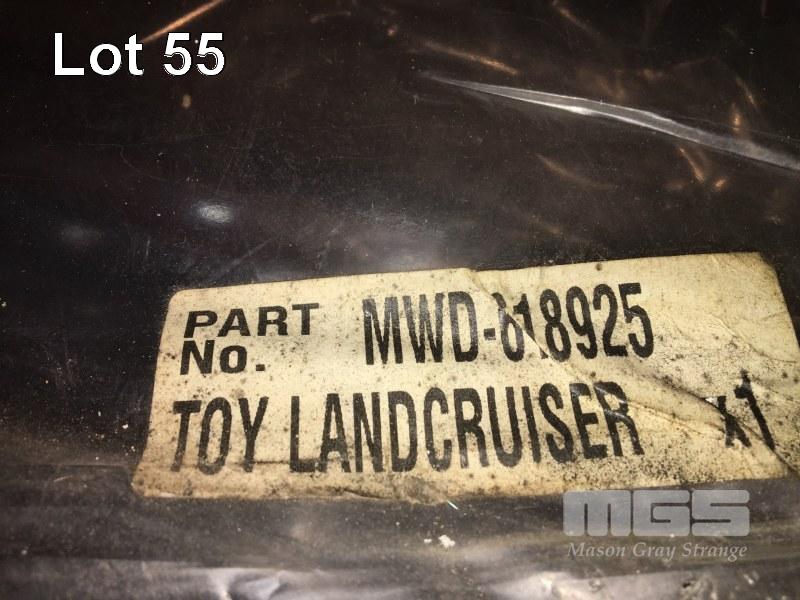 Lot 55
PART No. MWD-618925
TOY LANDCRUISER x1
MGS
Mason Gray Strange